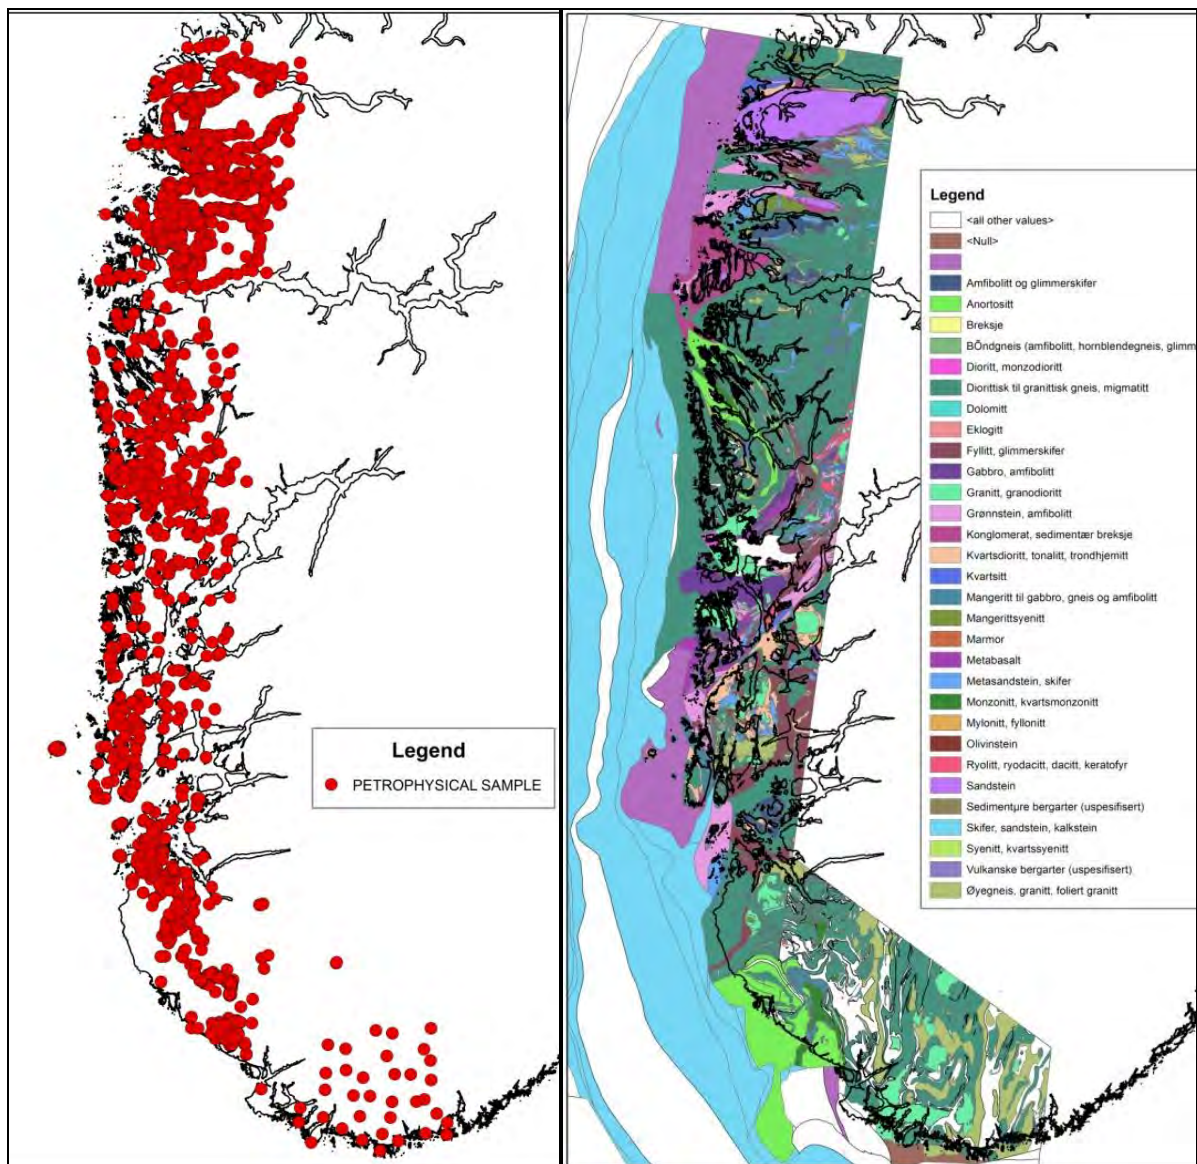 Legend
PETROPHYSICAL SAMPLE
Legend
<all other values>
<Null>
Amfibolitt og glimmerskifer
Anortositt
Breksje
BÕndgneis (amfibolitt, hornblendegneis, glimm
Dioritt, monzodioritt
Diorittisk til granittisk gneis, migmatitt
Dolomitt
Eklogitt
Fyllitt, glimmerskifer
Gabbro, amfibolitt
Granitt, granodioritt
Grønnstein, amfibolitt
Konglomerat, sedimentær breksje
Kvartsdioritt, tonalitt, trondhjemitt
Kvartsitt
Mangeritt til gabbro, gneis og amfibolitt
Mangerittsyenitt
Marmor
Metabasalt
Metasandstein, skifer
Monzonitt, kvartsmonzonitt
Mylonitt, fyllonitt
Olivinstein
Ryolitt, ryodacitt, dacitt, keratofyr
Sandstein
Sedimenture bergarter (uspesifisert)
Skifer, sandstein, kalkstein
Syenitt, kvartssyenitt
Vulkanske bergarter (uspesifisert)
Øyegneis, granitt, foliert granitt